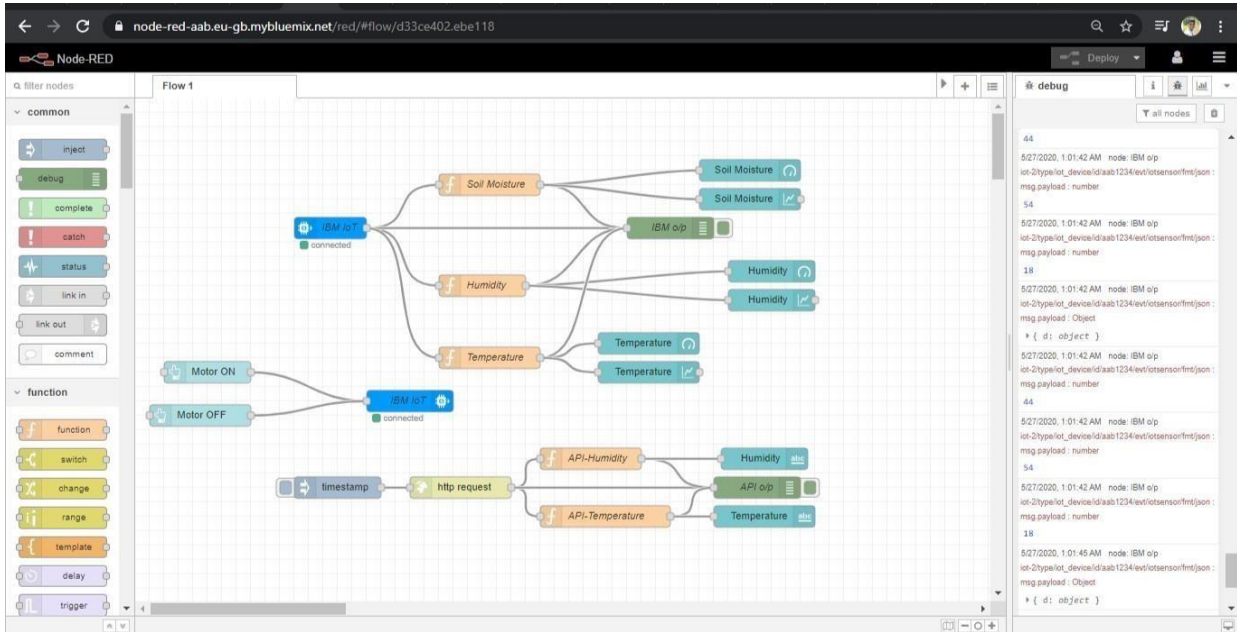 node-red-aab.eu-gb.mybluemix.net/red/#flow/d33ce402.ebe118
Node-RED
Deploy
filter nodes
Flow 1
debug
all nodes
common
inject
debug
complete
catch
status
link in
link out
comment
function
function
switch
change
range
template
delay
trigger
Soil Moisture
Soil Moisture
Soil Moisture
IBM IoT
connected
IBM o/p
Humidity
Humidity
Humidity
Temperature
Temperature
Temperature
Motor ON
Motor OFF
IBM IoT
connected
API-Humidity
Humidity
abc
timestamp
http request
API o/p
API-Temperature
Temperature
abc
44
5/27/2020, 1:01:42 AM node: IBM o/p
iot-2/type/iot_device/id/aab1234/evt/iotsensor/fmt/json :
msg.payload : number
54
5/27/2020, 1:01:42 AM node: IBM o/p
iot-2/type/iot_device/id/aab1234/evt/iotsensor/fmt/json :
msg.payload : number
18
5/27/2020, 1:01:42 AM node: IBM o/p
iot-2/type/iot_device/id/aab1234/evt/iotsensor/fmt/json :
msg.payload : Object
{ d: object }
5/27/2020, 1:01:42 AM node: IBM o/p
iot-2/type/iot_device/id/aab1234/evt/iotsensor/fmt/json :
msg.payload : number
44
5/27/2020, 1:01:42 AM node: IBM o/p
iot-2/type/iot_device/id/aab1234/evt/iotsensor/fmt/json :
msg.payload : number
54
5/27/2020, 1:01:42 AM node: IBM o/p
iot-2/type/iot_device/id/aab1234/evt/iotsensor/fmt/json :
msg.payload : number
18
5/27/2020, 1:01:45 AM node: IBM o/p
iot-2/type/iot_device/id/aab1234/evt/iotsensor/fmt/json :
msg.payload : Object
{ d: object }